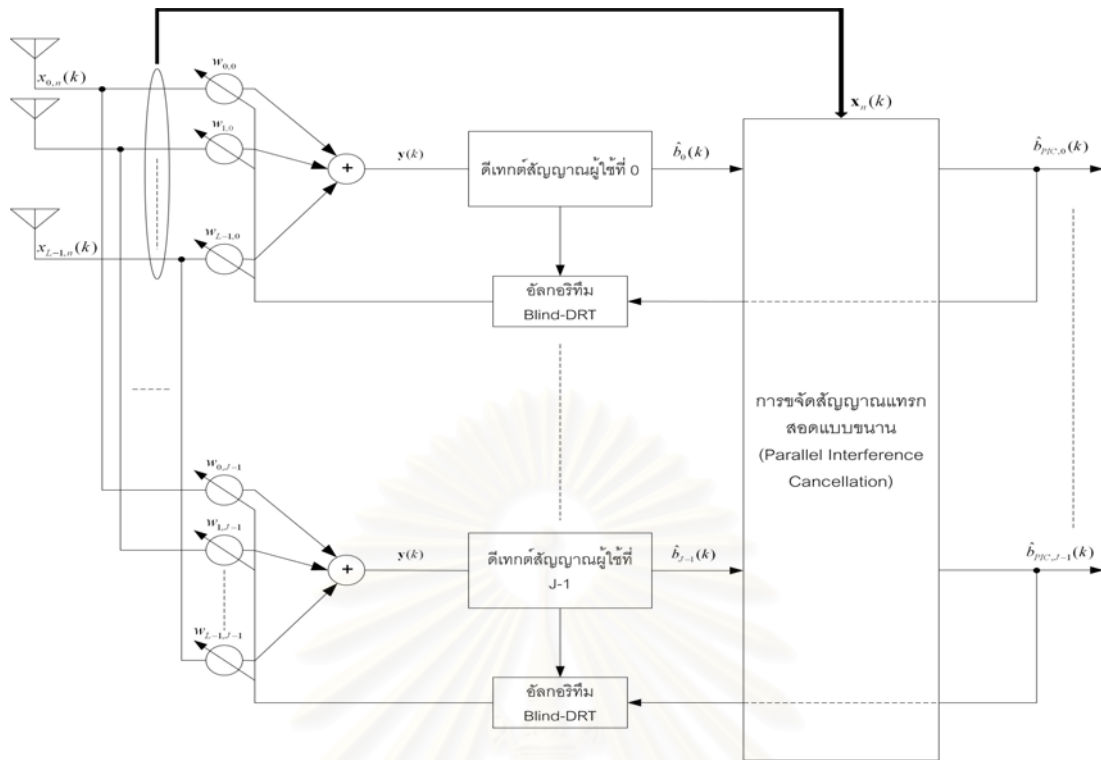 x_{0,n}(k)
w_{0,0}
x_n(k)
w_{1,0}
+
y(k)
ดีเทกต์สัญญาณผู้ใช้ที่ 0
\hat{b}_0(k)
\hat{b}_{PIC,0}(k)
x_{L-1,n}(k)
w_{L-1,0}
อัลกอริทึม
Blind-DRT
การขจัดสัญญาณแทรก
สอดแบบขนาน
(Parallel Interference
Cancellation)
w_{0,J-1}
w_{1,J-1}
+
y(k)
ดีเทกต์สัญญาณผู้ใช้ที่
J-1
\hat{b}_{J-1}(k)
\hat{b}_{PIC,J-1}(k)
w_{L-1,J-1}
อัลกอริทึม
Blind-DRT